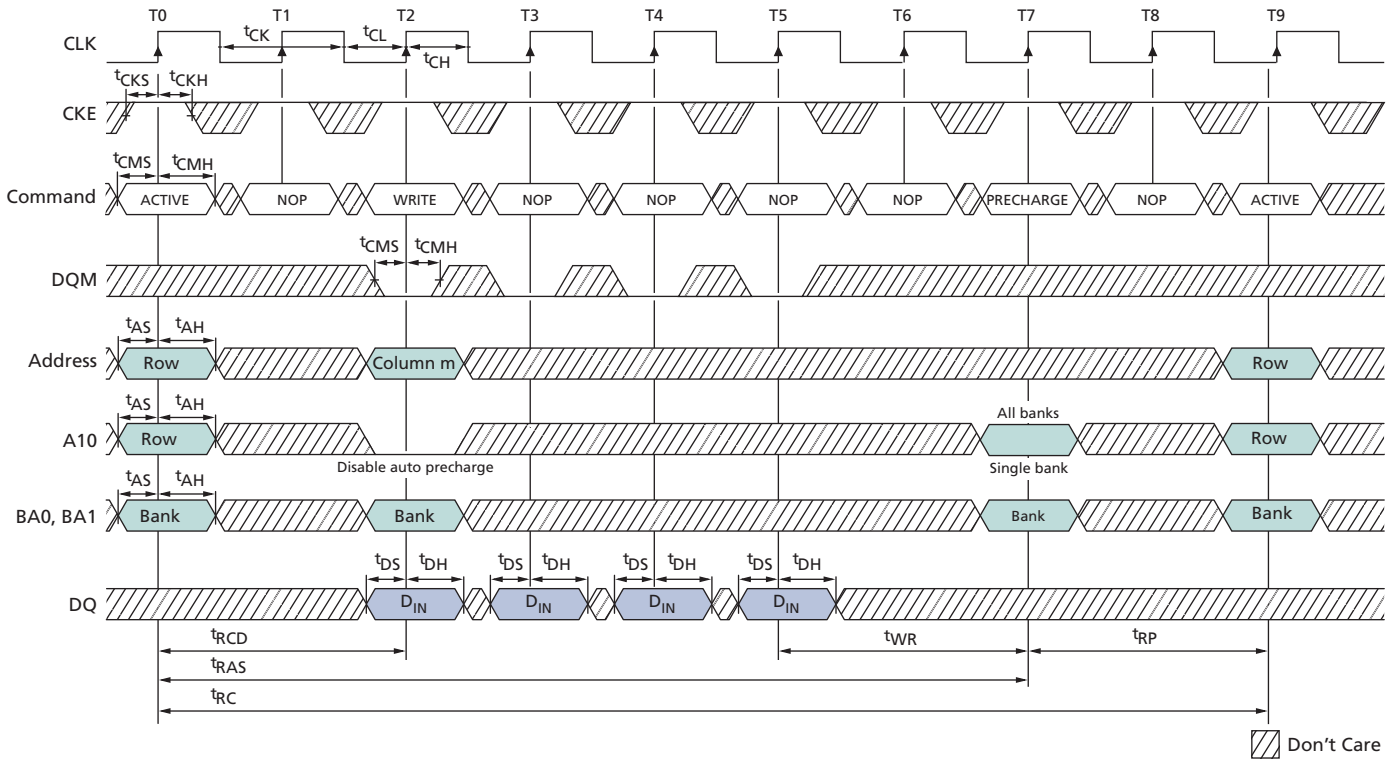 T0 T1 T2 T3 T4 T5 T6 T7 T8 T9
CLK tCK tCL tCH
tCKS tCKH
CKE
tCMS tCMH
Command ACTIVE NOP WRITE NOP NOP NOP NOP PRECHARGE NOP ACTIVE
tCMS tCMH
DQM
tAS tAH
Address Row Column m Row
tAS tAH All banks
A10 Row Row
Disable auto precharge Single bank
tAS tAH
BA0, BA1 Bank Bank Bank Bank
tDS tDH tDS tDH tDS tDH tDS tDH
DQ DIN DIN DIN DIN
tRCD tWR tRP
tRAS
tRC
Don't Care